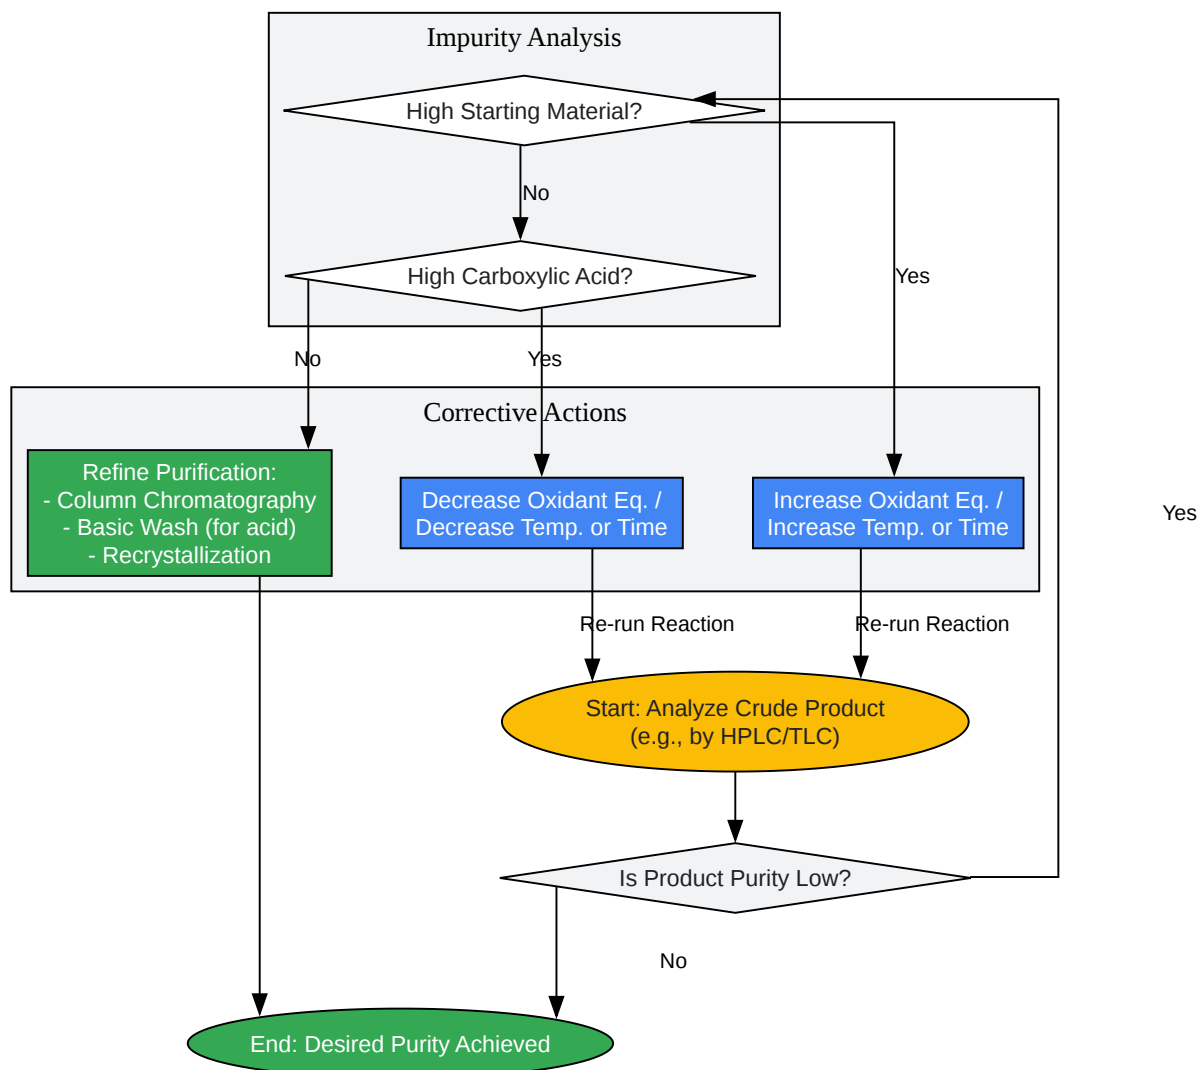 Impurity Analysis
High Starting Material?
No
High Carboxylic Acid?
Yes
No
Yes
Corrective Actions
Refine Purification:
- Column Chromatography
- Basic Wash (for acid)
- Recrystallization
Decrease Oxidant Eq. /
Decrease Temp. or Time
Increase Oxidant Eq. /
Increase Temp. or Time
Yes
Re-run Reaction
Re-run Reaction
Start: Analyze Crude Product
(e.g., by HPLC/TLC)
Is Product Purity Low?
No
End: Desired Purity Achieved